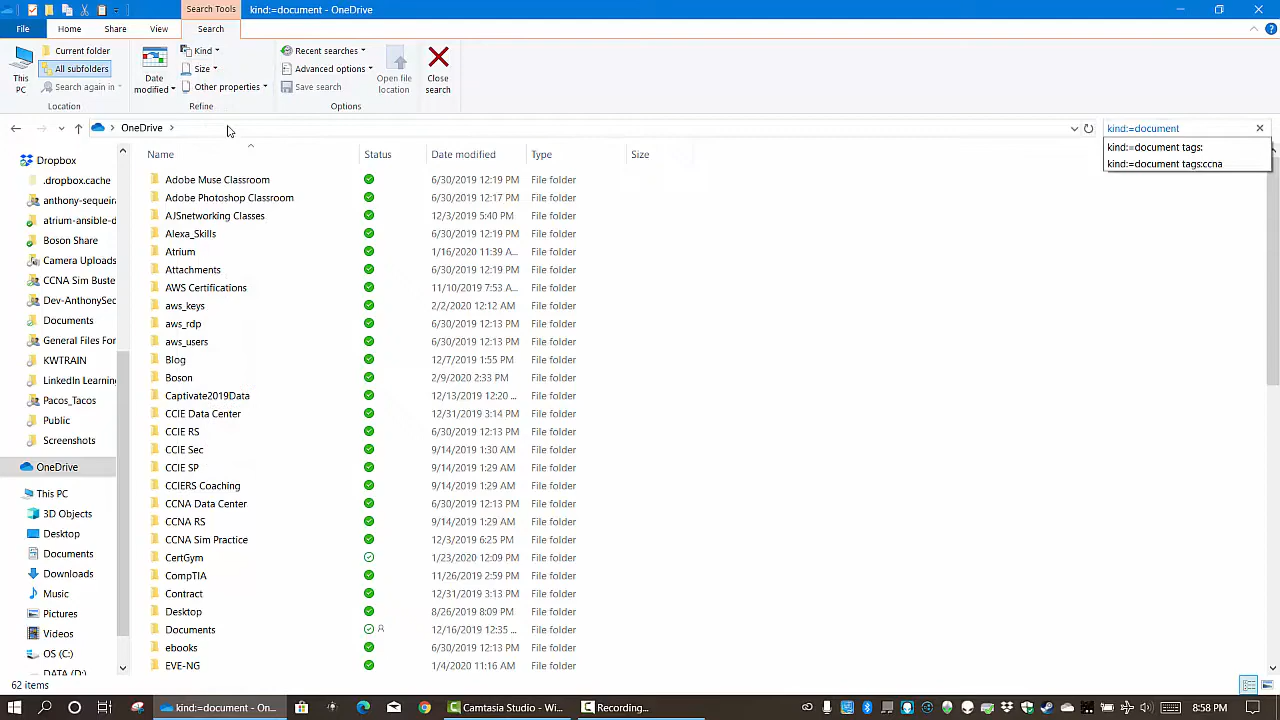 Search Tools
kind:=document - OneDrive
File
Home
Share
View
Search
This PC
Current folder
All subfolders
Search again in
Location
Date modified
Kind
Size
Other properties
Refine
Recent searches
Advanced options
Save search
Open file location
Options
Close search
OneDrive
kind:=document
kind:=document tags:
kind:=document tags:ccna
Name
Status
Date modified
Type
Size
Dropbox
.dropbox.cache
anthony-sequeir
atrium-ansible-d
Boson Share
Camera Uploads
CCNA Sim Buste
Dev-AnthonySec
Documents
General Files For
KWTRAIN
LinkedIn Learning
Pacos_Tacos
Public
Screenshots
OneDrive
This PC
3D Objects
Desktop
Documents
Downloads
Music
Pictures
Videos
OS (C:)
DATA (D:)
Adobe Muse Classroom 6/30/2019 12:19 PM File folder
Adobe Photoshop Classroom 6/30/2019 12:17 PM File folder
AJSnetworking Classes 12/3/2019 5:40 PM File folder
Alexa_Skills 6/30/2019 12:19 PM File folder
Atrium 1/16/2020 11:39 A... File folder
Attachments 6/30/2019 12:19 PM File folder
AWS Certifications 11/10/2019 7:53 A... File folder
aws_keys 2/2/2020 12:12 AM File folder
aws_rdp 6/30/2019 12:13 PM File folder
aws_users 6/30/2019 12:13 PM File folder
Blog 12/7/2019 1:55 PM File folder
Boson 2/9/2020 2:33 PM File folder
Captivate2019Data 12/13/2019 12:20 ... File folder
CCIE Data Center 12/31/2019 3:14 PM File folder
CCIE RS 6/30/2019 12:13 PM File folder
CCIE Sec 9/14/2019 1:30 AM File folder
CCIE SP 9/14/2019 1:29 AM File folder
CCIERS Coaching 9/14/2019 1:29 AM File folder
CCNA Data Center 6/30/2019 12:13 PM File folder
CCNA RS 9/14/2019 1:29 AM File folder
CCNA Sim Practice 12/3/2019 6:25 PM File folder
CertGym 1/23/2020 12:09 PM File folder
CompTIA 11/26/2019 2:59 PM File folder
Contract 12/31/2019 3:13 PM File folder
Desktop 8/26/2019 8:09 PM File folder
Documents 12/16/2019 12:35 ... File folder
ebooks 6/30/2019 12:13 PM File folder
EVE-NG 1/4/2020 11:16 AM File folder
62 items
kind:=document - On...
Camtasia Studio - Wi...
Recording...
8:58 PM